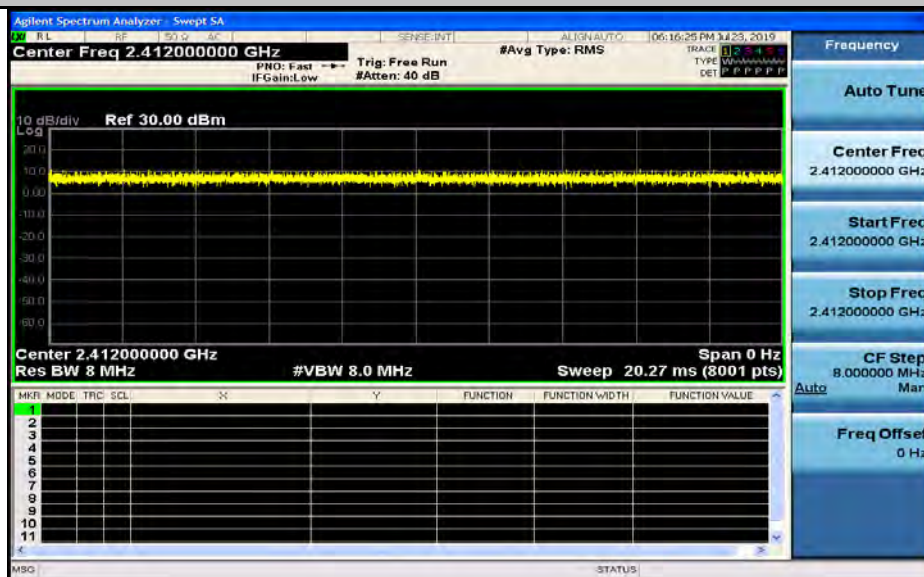 Agilent Spectrum Analyzer - Swept SA
LXI RL RF 50 Ω AC SENSE:INT ALIGN AUTO 06:16:25 PM Jul 23, 2019
Center Freq 2.412000000 GHz
#Avg Type: RMS
TRACE 1 2 3 4 5 6
PNO: Fast
Trig: Free Run
TYPE
IFGain:Low
#Atten: 40 dB
DET P P P P P P
10 dB/div Ref 30.00 dBm
Log
20.0
10.0
0.00
-10.0
-20.0
-30.0
-40.0
-50.0
-60.0
Center 2.412000000 GHz Span 0 Hz
Res BW 8 MHz #VBW 8.0 MHz Sweep 20.27 ms (8001 pts)
MKR MODE TRC SCL X Y FUNCTION FUNCTION WIDTH FUNCTION VALUE
1
2
3
4
5
6
7
8
9
10
11
MSG STATUS
Frequency
Auto Tune
Center Freq
2.412000000 GHz
Start Freq
2.412000000 GHz
Stop Freq
2.412000000 GHz
CF Step
8.000000 MHz
Auto Man
Freq Offset
0 Hz